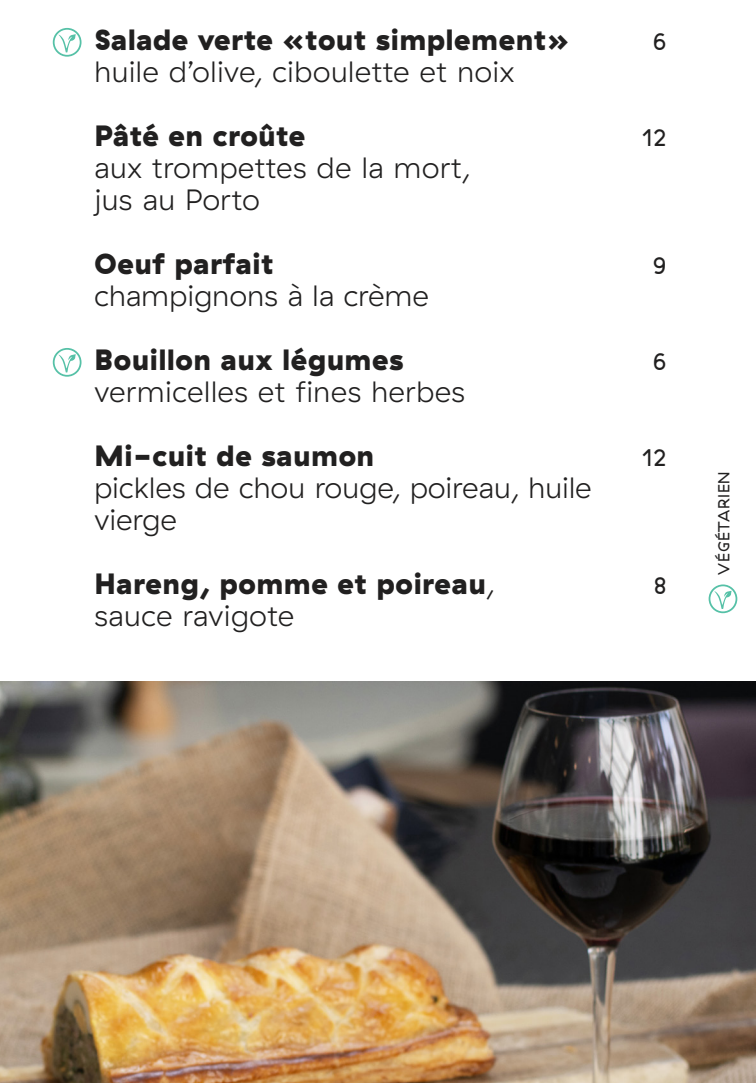 Salade verte «tout simplement» 6
huile d’olive, ciboulette et noix
Pâté en croûte 12
aux trompettes de la mort,
jus au Porto
Oeuf parfait 9
champignons à la crème
Bouillon aux légumes 6
vermicelles et fines herbes
Mi-cuit de saumon 12
pickles de chou rouge, poireau, huile
vierge
Hareng, pomme et poireau, 8
sauce ravigote
VÉGÉTARIEN